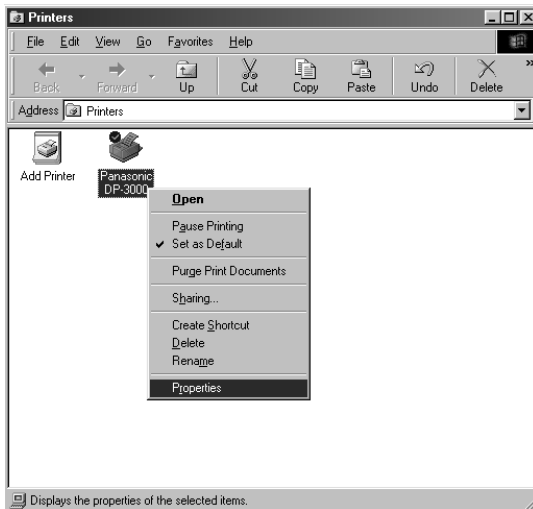 Printers
File Edit View Go Favorites Help
Back Forward Up Cut Copy Paste Undo Delete »
Address Printers
Add Printer
Panasonic
DP-3000
Open
Pause Printing
Set as Default
Purge Print Documents
Sharing...
Create Shortcut
Delete
Rename
Properties
Displays the properties of the selected items.